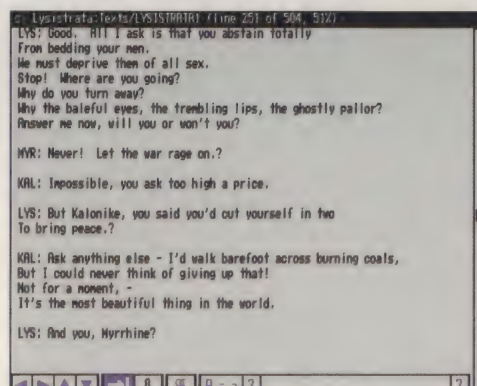 Lysistrata:Texts/LYSISTRATA1 (line 251 of 504, 512)
LYS: Good. All I ask is that you abstain totally
From bedding your men.
We must deprive them of all sex.
Stop! Where are you going?
Why do you turn away?
Why the baleful eyes, the trembling lips, the ghostly pallor?
Answer me now, will you or won't you?
MYR: Never! Let the war rage on.?
KAL: Impossible, you ask too high a price.
LYS: But Kalonike, you said you'd cut yourself in two
To bring peace.?
KAL: Ask anything else - I'd walk barefoot across burning coals,
But I could never think of giving up that!
Not for a moment, -
It's the most beautiful thing in the world.
LYS: And you, Myrrhine?